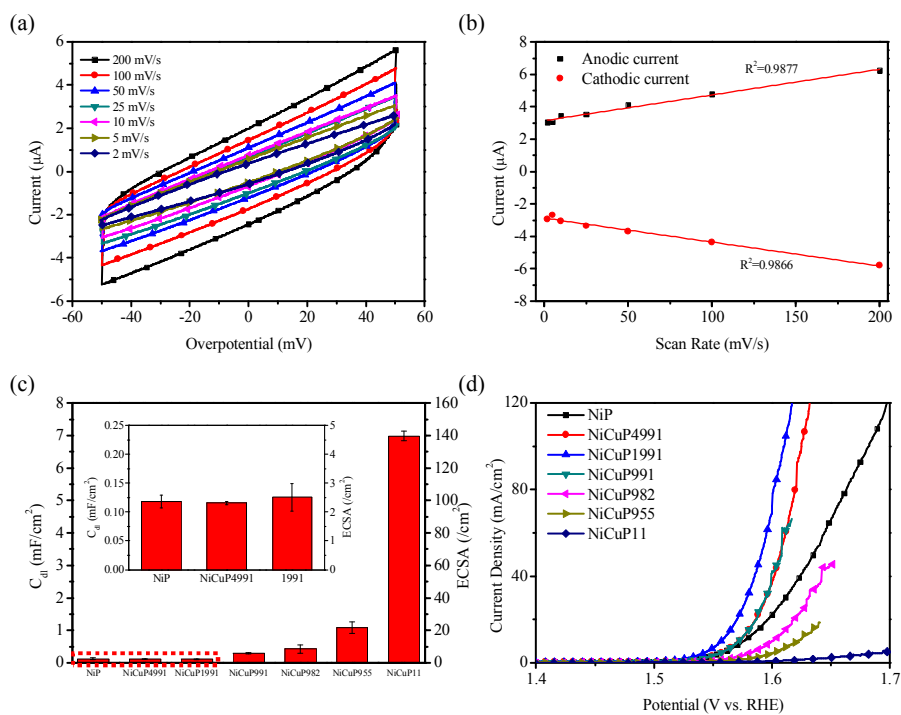 (a)
6
4
2
0
-2
-4
-6
-60 -40 -20 0 20 40 60
Current (μA)
Overpotential (mV)
200 mV/s
100 mV/s
50 mV/s
25 mV/s
10 mV/s
5 mV/s
2 mV/s
(b)
8
6
4
2
0
-2
-4
-6
-8
0 50 100 150 200
Current (μA)
Scan Rate (mV/s)
Anodic current
Cathodic current
R²=0.9877
R²=0.9866
(c)
8
7
6
5
4
3
2
1
0
Cdl (mF/cm²)
160
140
120
100
80
60
40
20
0
ECSA (/cm²)
NiP NiCuP4991 NiCuP1991 NiCuP991 NiCuP982 NiCuP955 NiCuP11
0.25
0.20
0.15
0.10
0.05
0.00
Cdl (mF/cm²)
5
4
3
2
1
0
ECSA (/cm²)
NiP NiCuP4991 1991
(d)
120
80
40
0
1.4 1.5 1.6 1.7
Current Density (mA/cm²)
Potential (V vs. RHE)
NiP
NiCuP4991
NiCuP1991
NiCuP991
NiCuP982
NiCuP955
NiCuP11